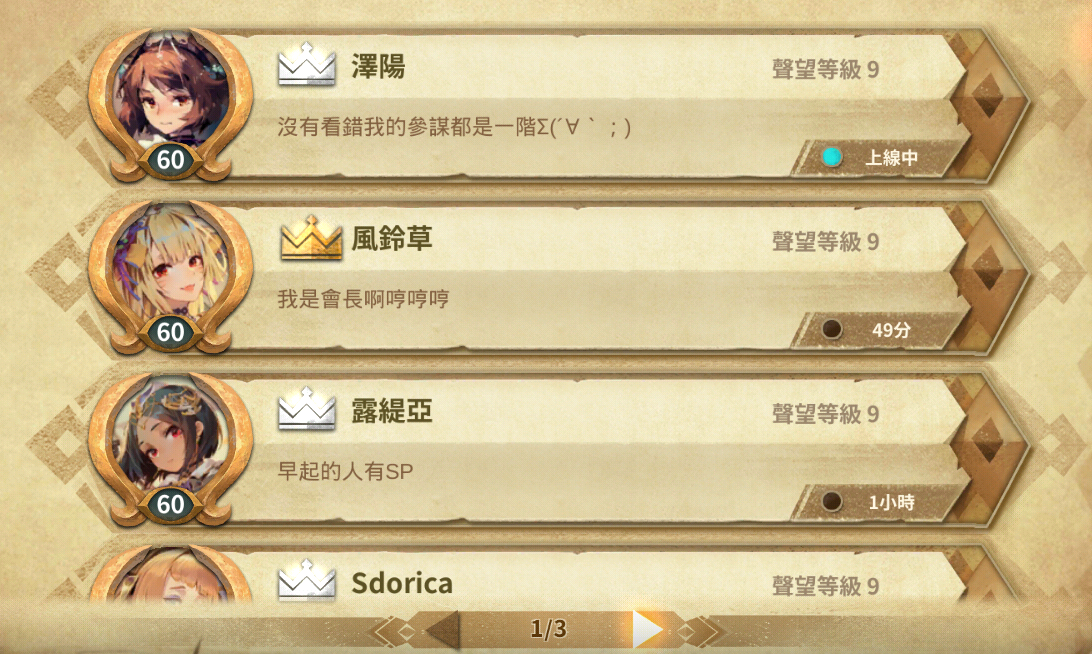 澤陽
聲望等級 9
沒有看錯我的參謀都是一階Σ(´∀｀；)
60
上線中
風鈴草
聲望等級 9
我是會長啊哼哼哼
60
49分
露緹亞
聲望等級 9
早起的人有SP
60
1小時
Sdorica
聲望等級 9
1/3